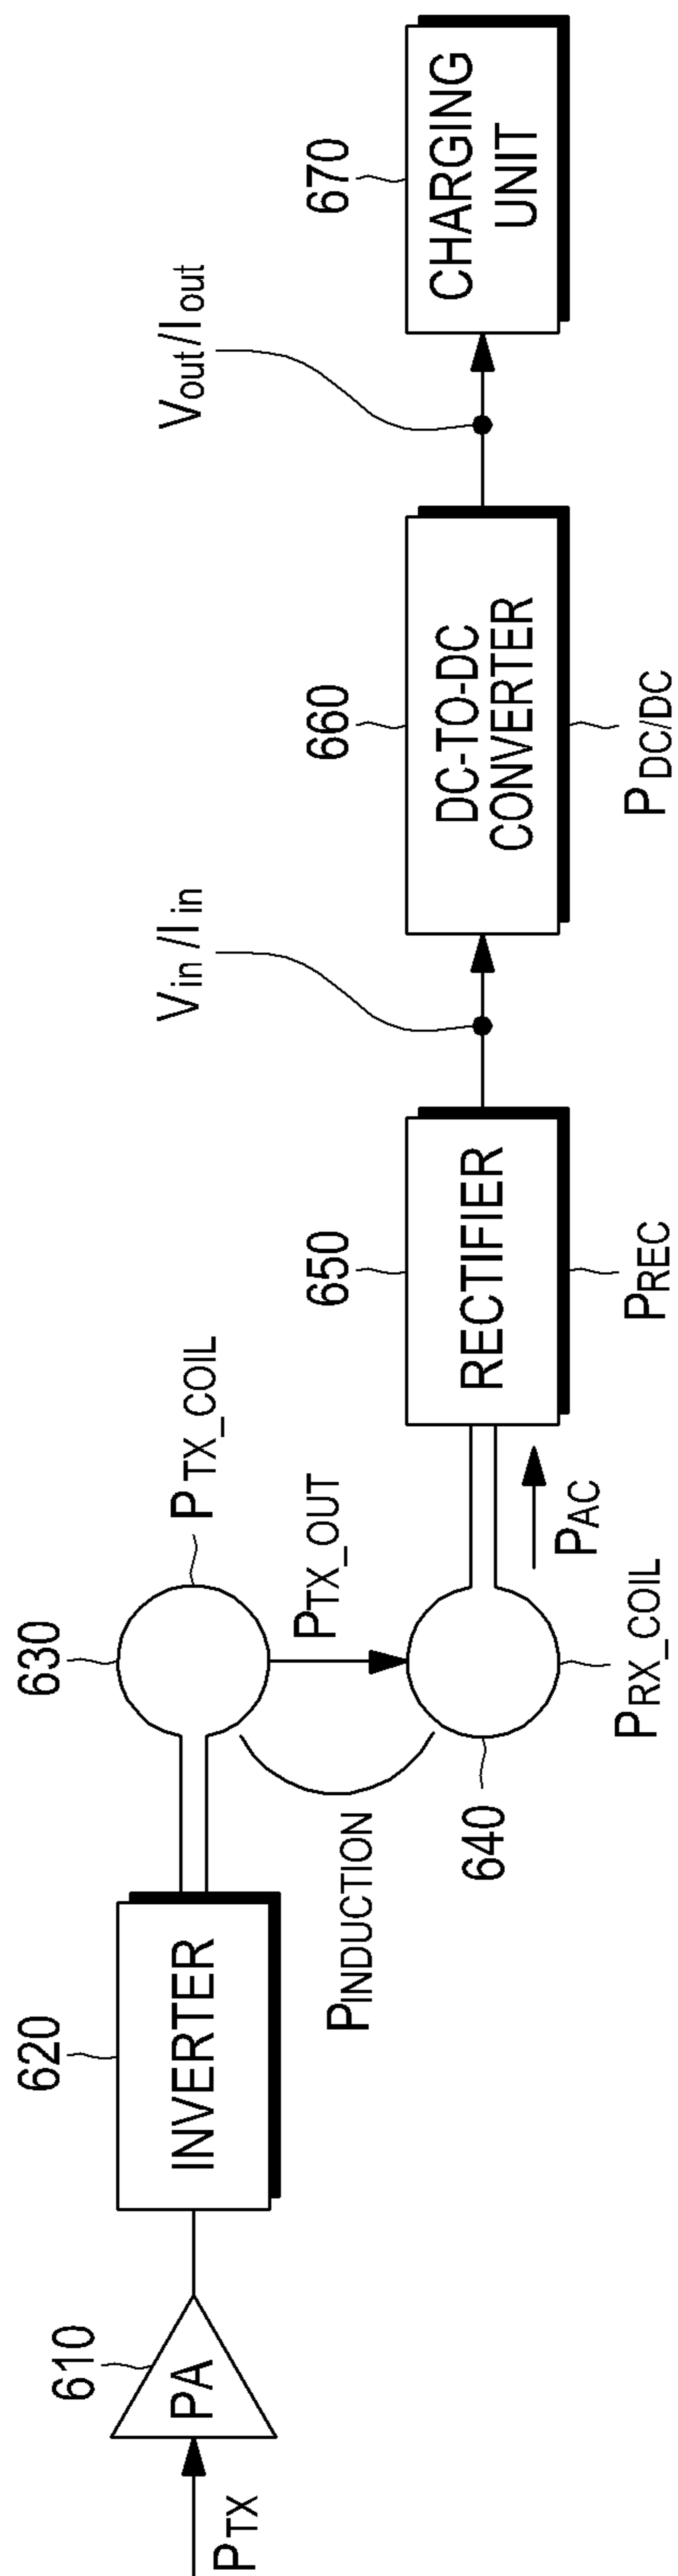 P_TX
PA
610
INVERTER
620
630
P_TX_COIL
P_TX_OUT
P_INDUCTION
640
P_RX_COIL
P_AC
RECTIFIER
650
P_REC
V_in/I_in
DC-TO-DC
CONVERTER
660
P_DC/DC
V_out/I_out
CHARGING
UNIT
670